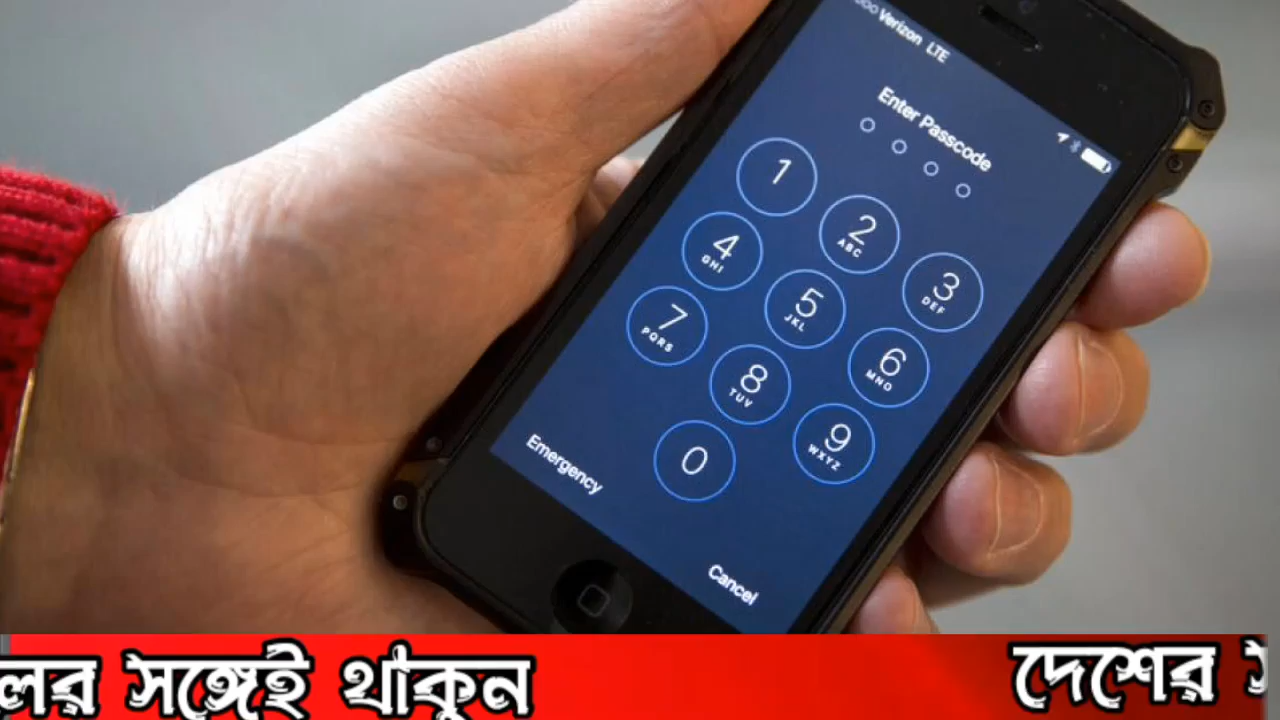 Verizon LTE
Enter Passcode
1
2
ABC
3
DEF
4
GHI
5
JKL
6
MNO
7
PQRS
8
TUV
9
WXYZ
0
Emergency
Cancel
সঙ্গেই থাকুন
দেশের